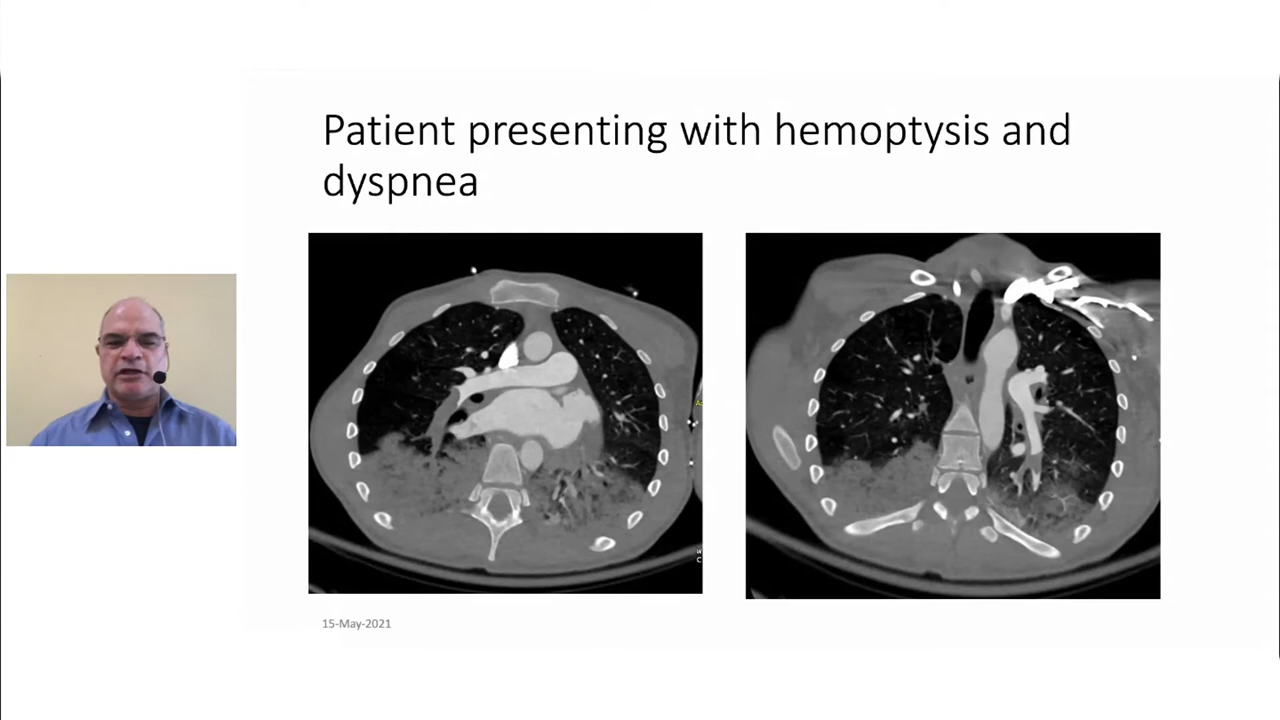 Patient presenting with hemoptysis and
dyspnea
15-May-2021